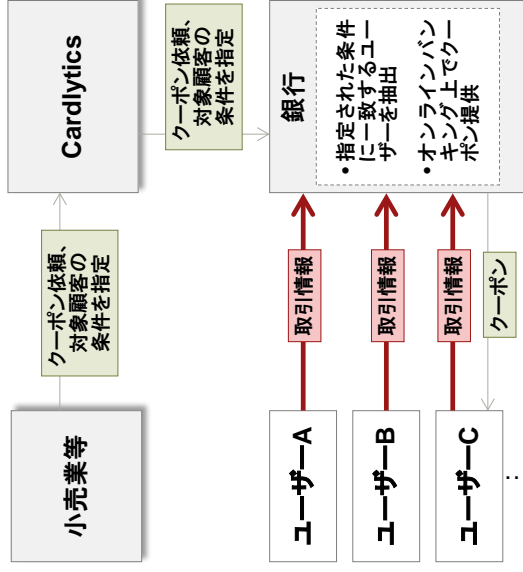 小売業等
クーポン依頼、
対象顧客の
条件を指定
Cardlytics
クーポン依頼、
対象顧客の
条件を指定
銀行
• 指定された条件
に一致するユー
ザーを抽出
• オンラインバン
キング上でクー
ポン提供
ユーザーA
取引情報
ユーザーB
取引情報
ユーザーC
取引情報
クーポン
: